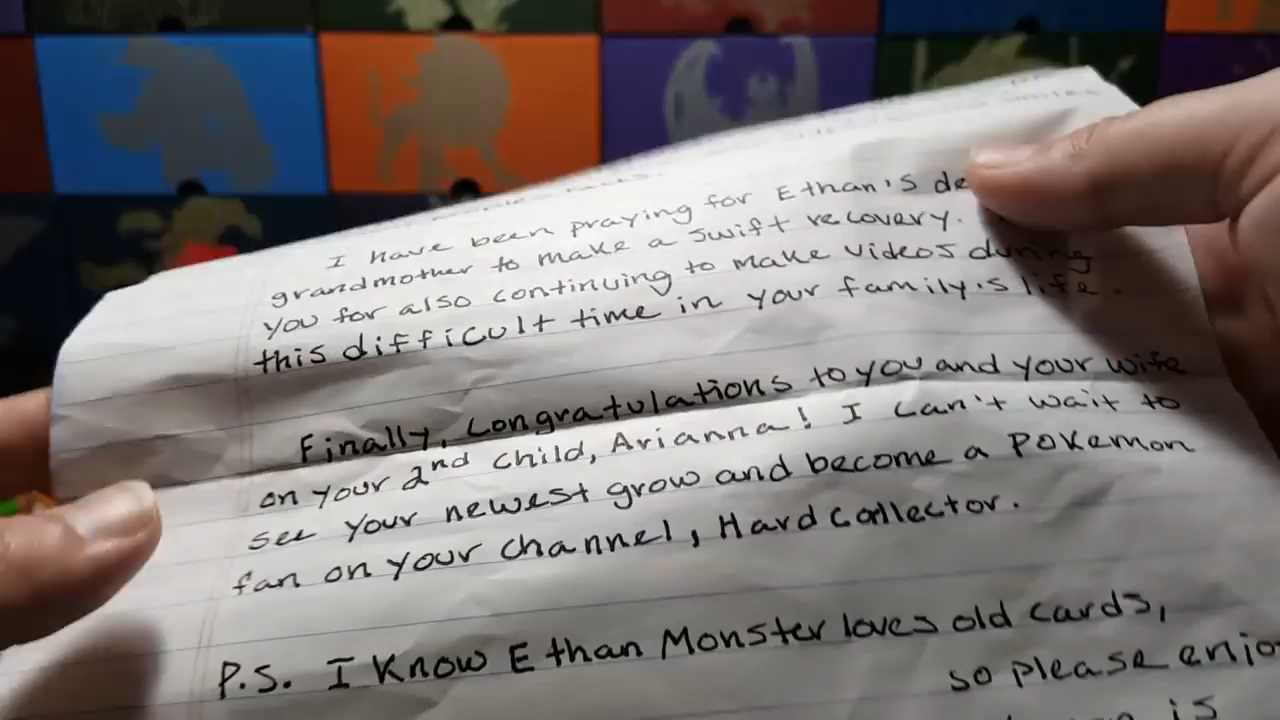 I have been praying for Ethan's de
grandmother to make a swift recovery.
you for also continuing to make videos during
this difficult time in your family's life.
Finally, congratulations to you and your wife
on your 2nd child, Arianna! I can't wait to
see your newest grow and become a Pokemon
fan on your channel, Hard Collector.
P.S. I Know Ethan Monster loves old cards,
so please enjo
is